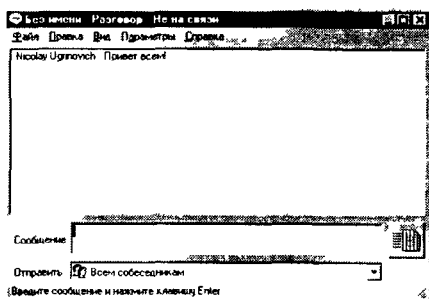 Без имени Разговор Не на связи
Файл Правка Вид Параметры Справка
Nicolay Ugrinovich Привет всем!
Сообщение
Отправить Всем собеседникам
Введите сообщение и нажмите клавишу Enter